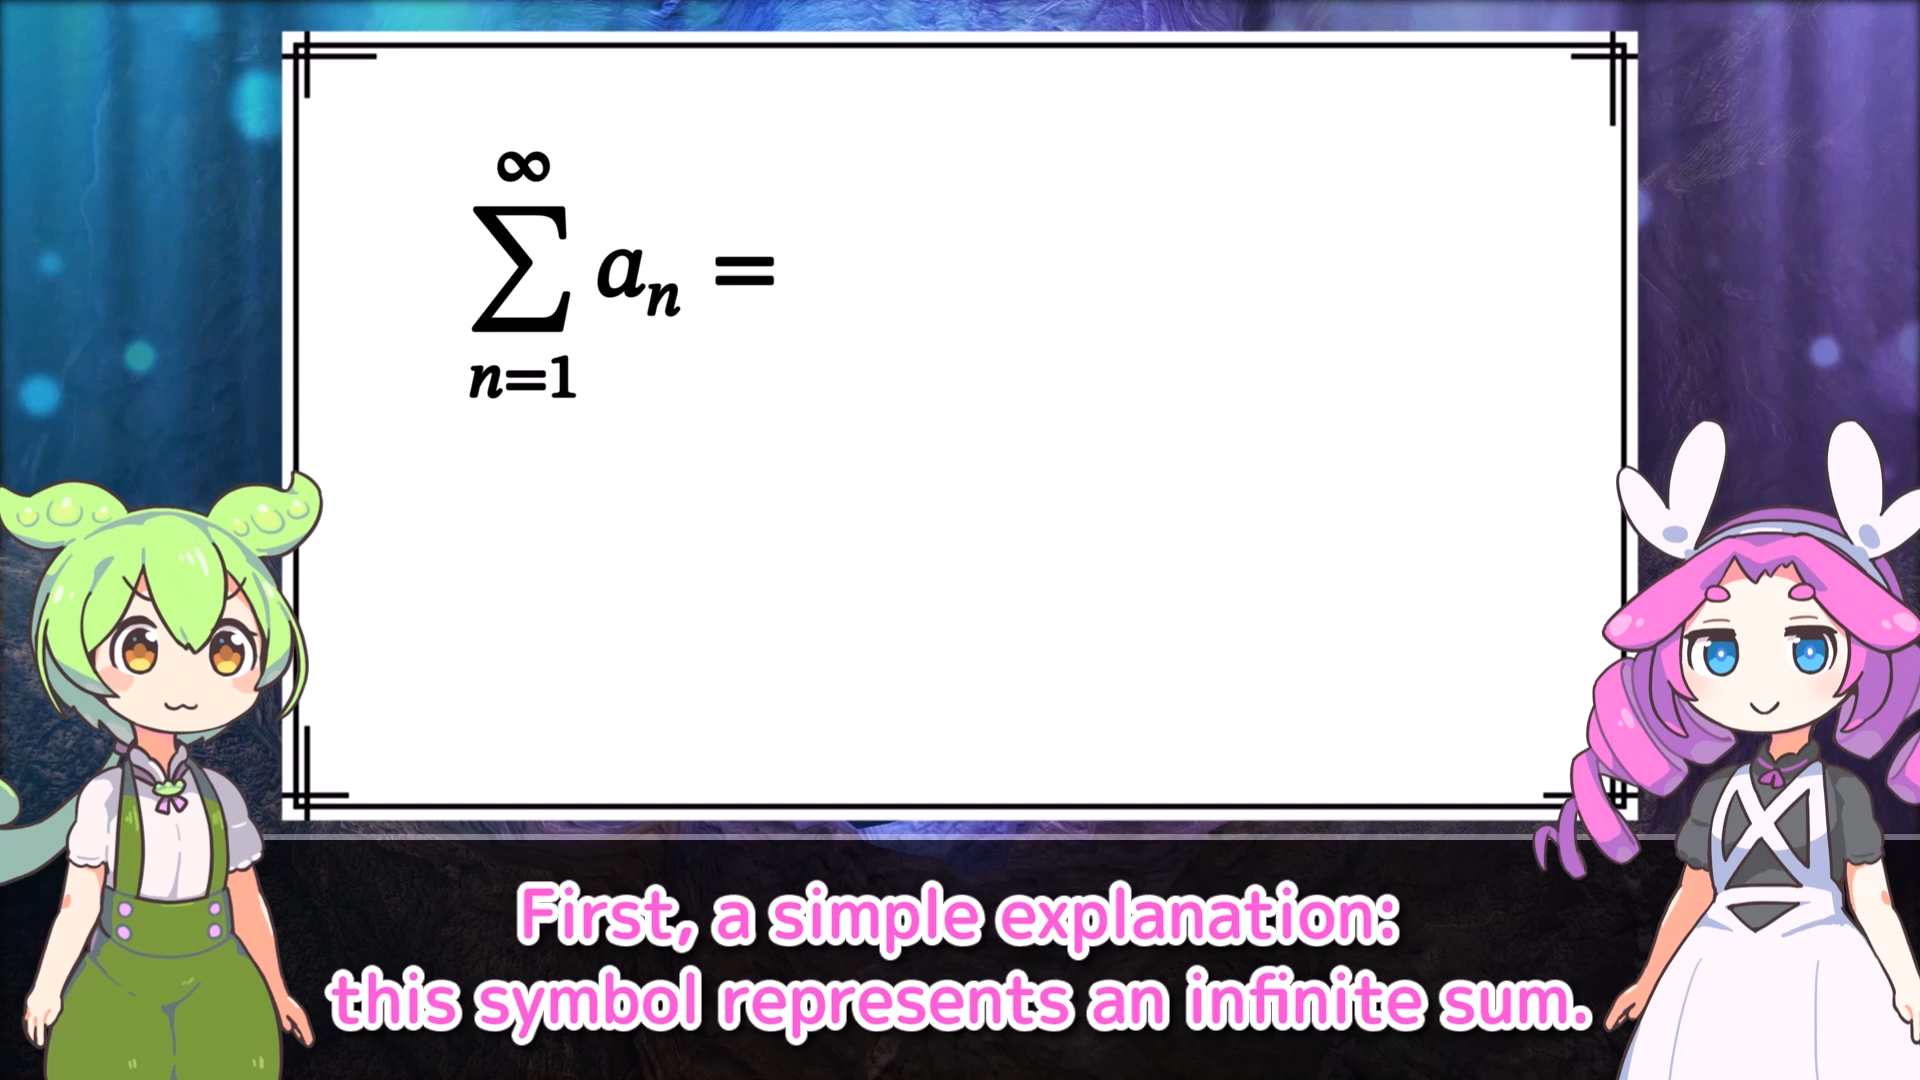 ∞
∑ aₙ =
n=1
First, a simple explanation:
this symbol represents an infinite sum.